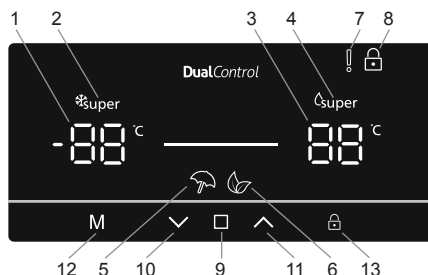 1 2 3 4 7 8
DualControl
super super
-88 °C 88 °C
M
12 5 10 9 11 6 13